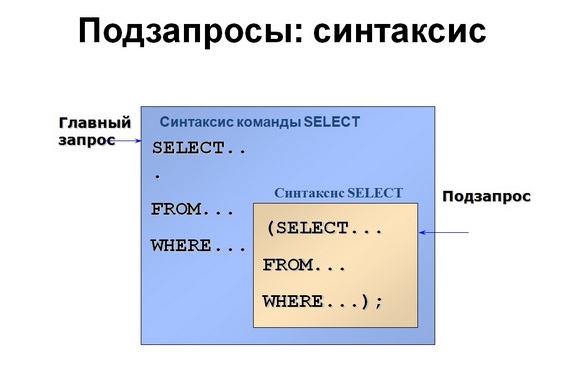 Подзапросы: синтаксис
Главный
запрос
Синтаксис команды SELECT
SELECT..
.
FROM...
WHERE...
Синтаксис SELECT
(SELECT...
FROM...
WHERE...);
Подзапрос